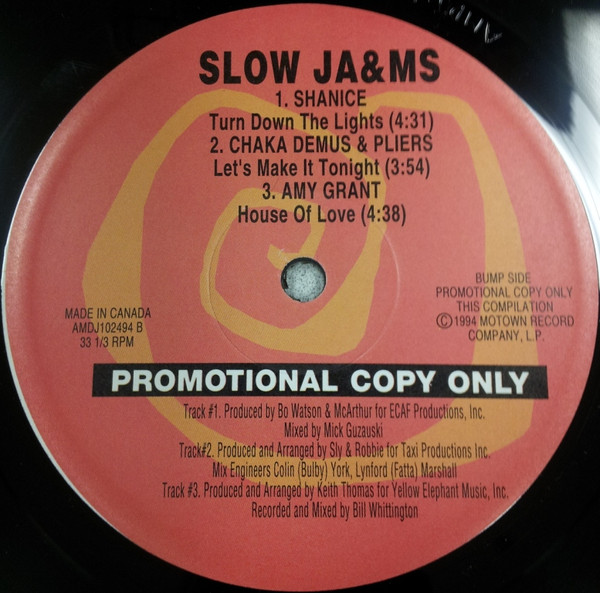 SLOW JA&MS
1. SHANICE
Turn Down The Lights (4:31)
2. CHAKA DEMUS & PLIERS
Let's Make It Tonight (3:54)
3. AMY GRANT
House Of Love (4:38)
MADE IN CANADA
AMDJ102494 B
33 1/3 RPM
BUMP SIDE
PROMOTIONAL COPY ONLY
THIS COMPILATION
Ⓒ1994 MOTOWN RECORD
COMPANY, L.P.
PROMOTIONAL COPY ONLY
Track #1. Produced by Bo Watson & McArthur for ECAF Productions, Inc.
Mixed by Mick Guzauski
Track#2. Produced and Arranged by Sly & Robbie for Taxi Productions Inc.
Mix Engineers Colin (Bulby) York, Lynford (Fatta) Marshall
Track #3. Produced and Arranged by Keith Thomas for Yellow Elephant Music, Inc.
Recorded and Mixed by Bill Whittington